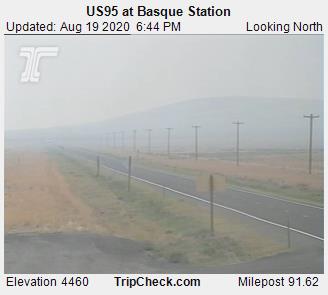 US95 at Basque Station
Updated: Aug 19 2020 6:44 PM Looking North
Elevation 4460 TripCheck.com Milepost 91.62